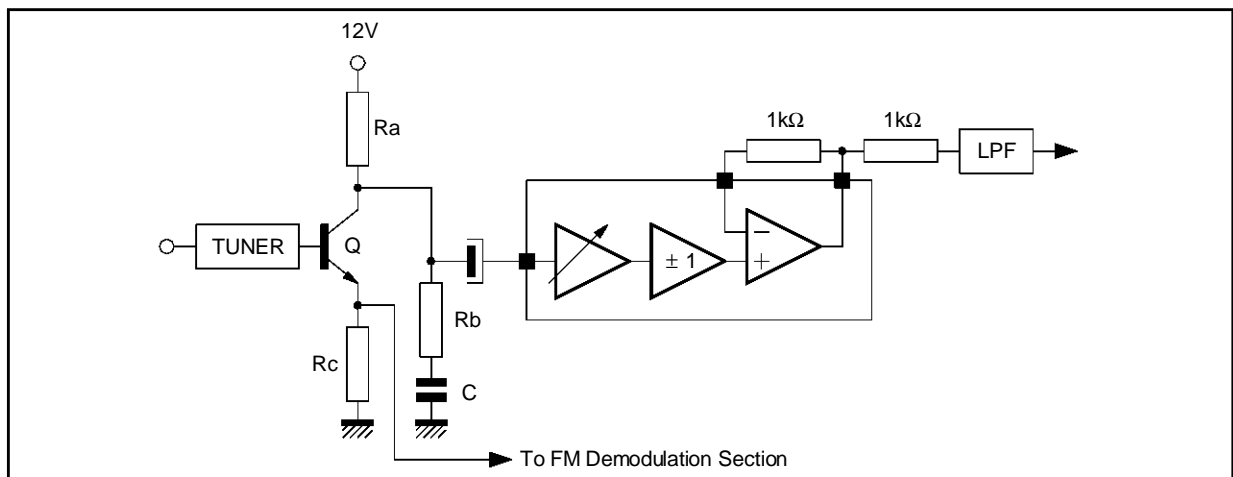 12V
Ra
1kΩ
1kΩ
LPF
TUNER
Q
− 
± 1
+
Rb
Rc
C
To FM Demodulation Section